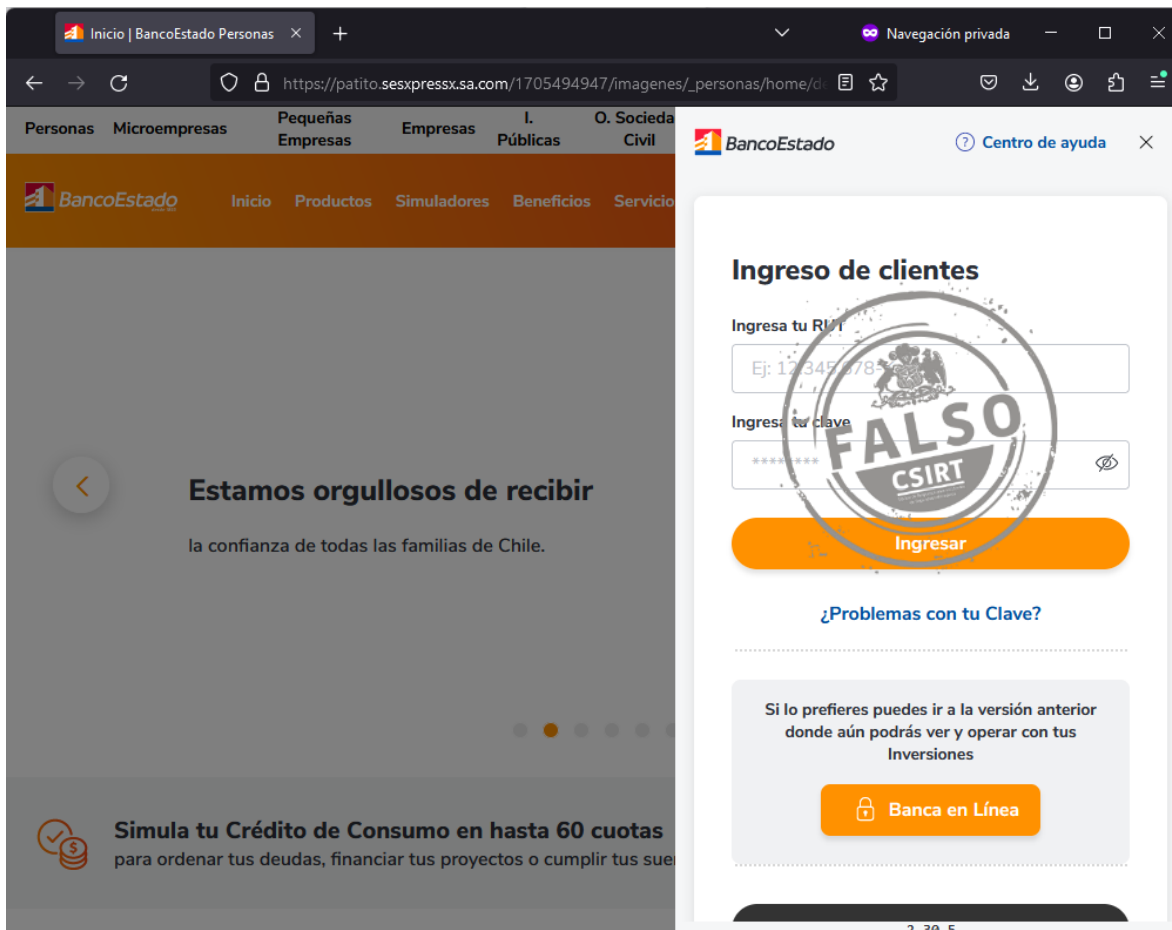 Inicio | BancoEstado Personas
Navegación privada
https://patito.sesxpressx.sa.com/1705494947/imagenes/_personas/home/de
Personas Microempresas Pequeñas Empresas Empresas I. Públicas O. Socieda Civil
BancoEstado
Inicio Productos Simuladores Beneficios Servicio
Estamos orgullosos de recibir
la confianza de todas las familias de Chile.
Simula tu Crédito de Consumo en hasta 60 cuotas
para ordenar tus deudas, financiar tus proyectos o cumplir tus sue
BancoEstado
Centro de ayuda
Ingreso de clientes
Ingresa tu RUT
Ej: 12.345.678-
Ingresa tu clave
*********
FALSO
CSIRT
Ingresar
¿Problemas con tu Clave?
Si lo prefieres puedes ir a la versión anterior
donde aún podrás ver y operar con tus
Inversiones
Banca en Línea